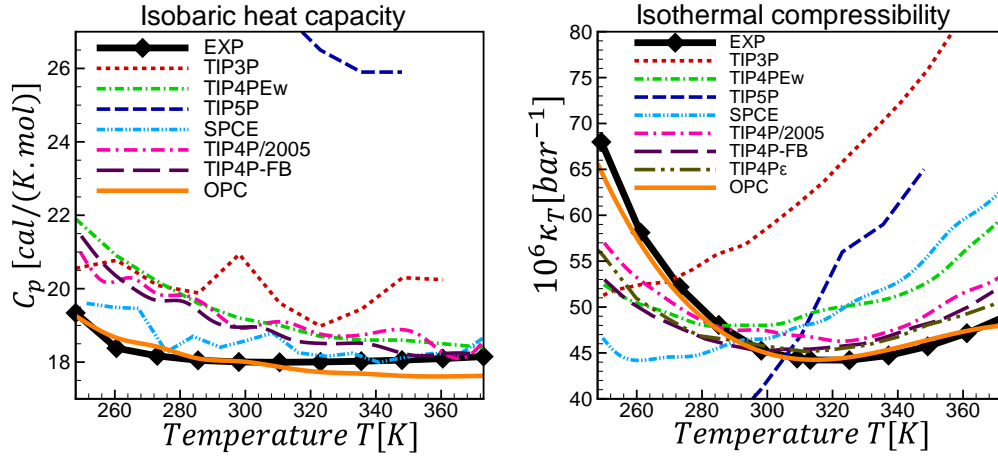 Isobaric heat capacity
C_p [cal/(K.mol)]
26
24
22
20
18
EXP
TIP3P
TIP4PEw
TIP5P
SPCE
TIP4P/2005
TIP4P-FB
OPC
260
280
300
320
340
360
Temperature T[K]
Isothermal compressibility
10^6 κ_T [bar^−1]
80
75
70
65
60
55
50
45
40
EXP
TIP3P
TIP4PEw
TIP5P
SPCE
TIP4P/2005
TIP4P-FB
TIP4Pε
OPC
260
280
300
320
340
360
Temperature T[K]